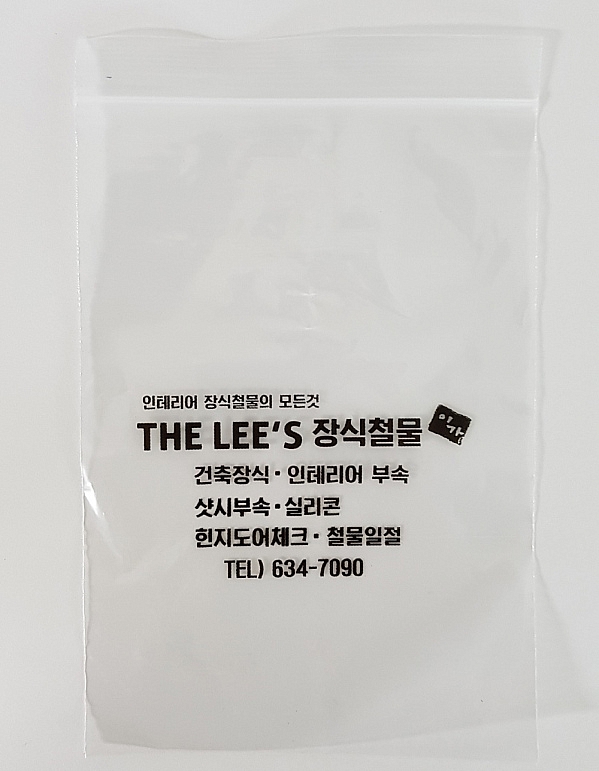 인테리어 장식철물의 모든것
THE LEE'S 장식철물 이가
건축장식·인테리어 부속
샷시부속·실리콘
힌지도어체크·철물일절
TEL) 634-7090